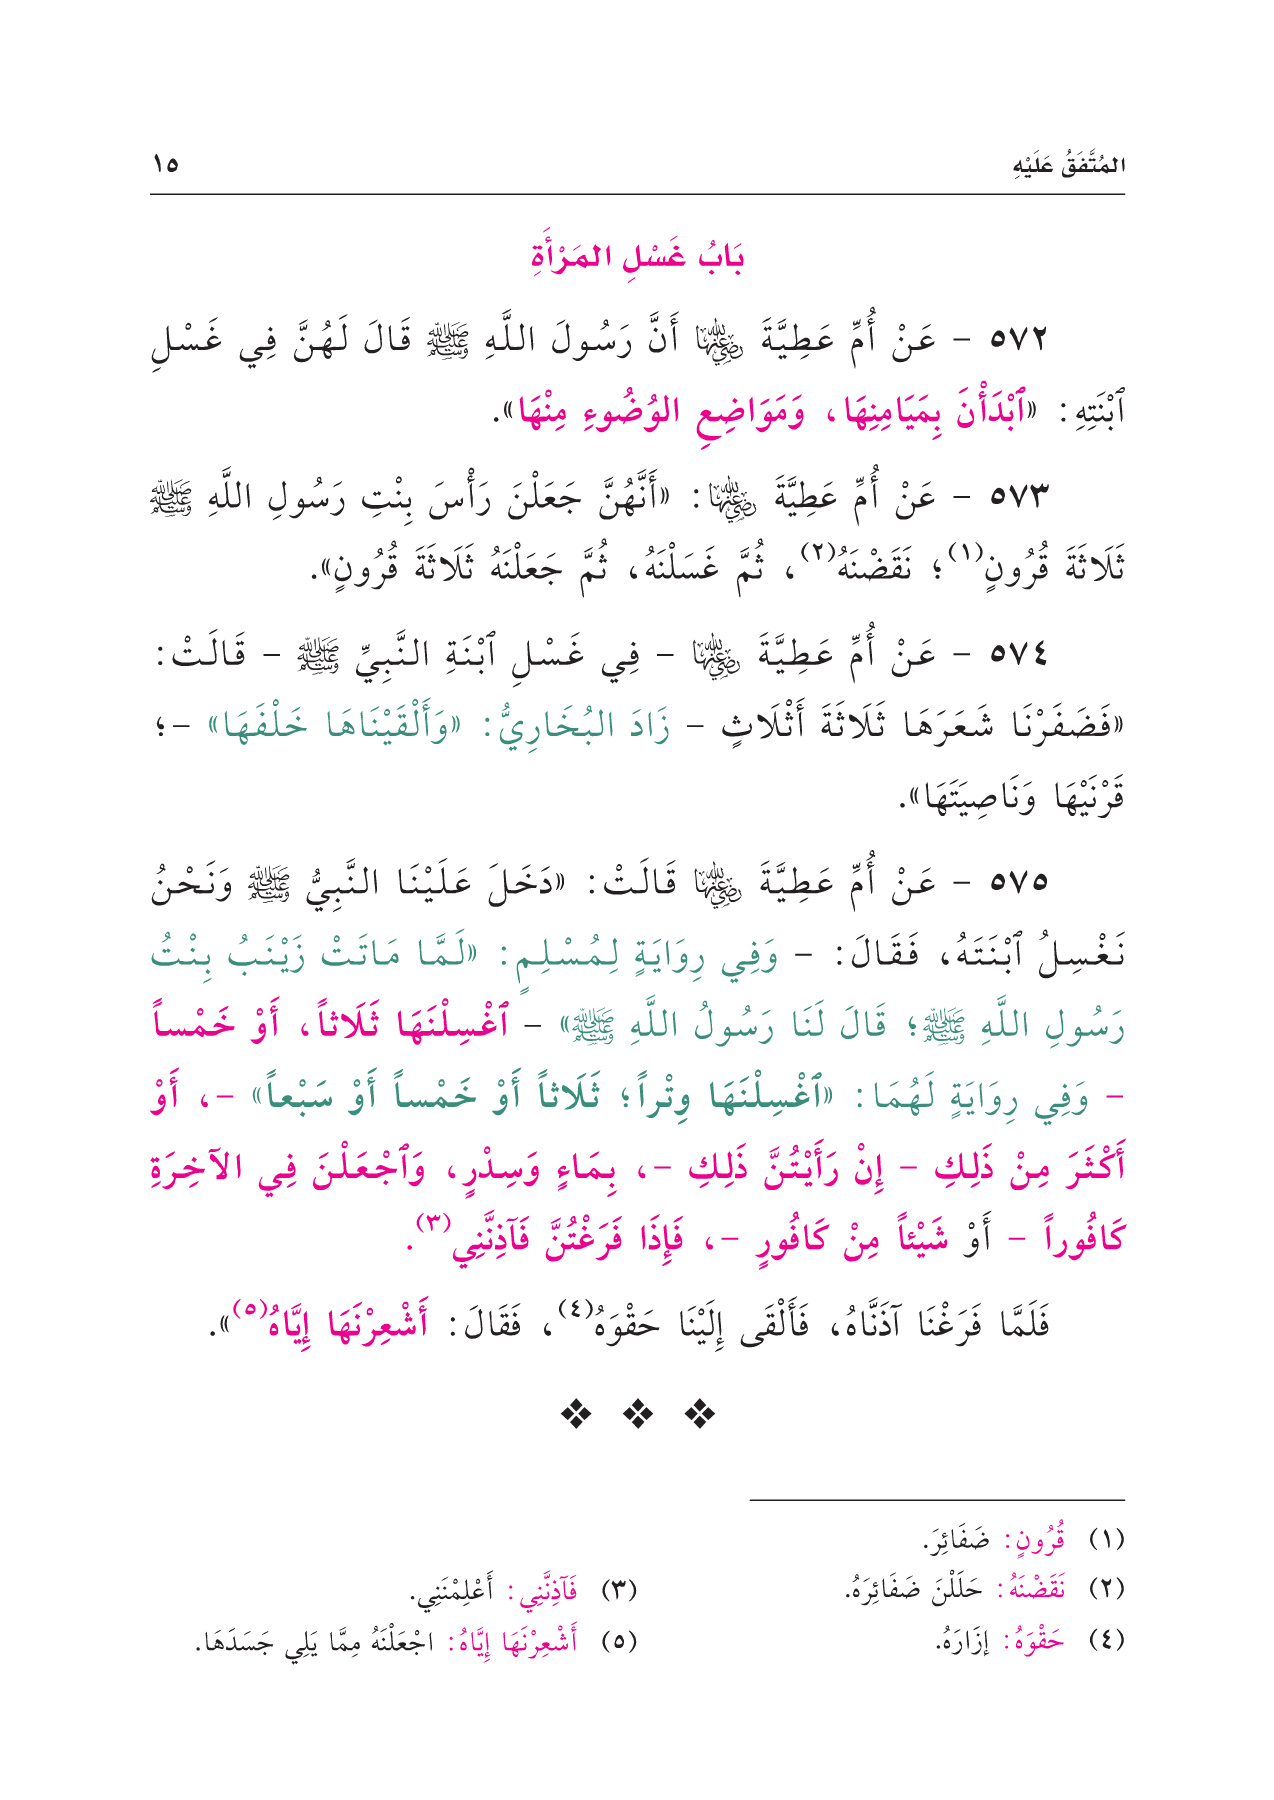 المُتَّفَقُ عَلَيْهِ
١٥
بَابُ غَسْلِ المَرْأَةِ
٥٧٢ - عَنْ أُمِّ عَطِيَّةَ رضي الله عنها أَنَّ رَسُولَ اللَّهِ ﷺ قَالَ لَهُنَّ فِي غَسْلِ
ٱبْنَتِهِ: «ٱبْدَأْنَ بِمَيَامِنِهَا، وَمَوَاضِعِ الوُضُوءِ مِنْهَا».
٥٧٣ - عَنْ أُمِّ عَطِيَّةَ رضي الله عنها: «أَنَّهُنَّ جَعَلْنَ رَأْسَ بِنْتِ رَسُولِ اللَّهِ ﷺ
ثَلَاثَةَ قُرُونٍ(١)؛ نَقَضْنَهُ(٢)، ثُمَّ غَسَلْنَهُ، ثُمَّ جَعَلْنَهُ ثَلَاثَةَ قُرُونٍ».
٥٧٤ - عَنْ أُمِّ عَطِيَّةَ رضي الله عنها - فِي غَسْلِ ٱبْنَةِ النَّبِيِّ ﷺ - قَالَتْ:
«فَضَفَرْنَا شَعَرَهَا ثَلَاثَةَ أَثْلَاثٍ - زَادَ البُخَارِيُّ: «وَأَلْقَيْنَاهَا خَلْفَهَا» -؛
قَرْنَيْهَا وَنَاصِيَتَهَا».
٥٧٥ - عَنْ أُمِّ عَطِيَّةَ رضي الله عنها قَالَتْ: «دَخَلَ عَلَيْنَا النَّبِيُّ ﷺ وَنَحْنُ
نَغْسِلُ ٱبْنَتَهُ، فَقَالَ: - وَفِي رِوَايَةٍ لِمُسْلِمٍ: «لَمَّا مَاتَتْ زَيْنَبُ بِنْتُ
رَسُولِ اللَّهِ ﷺ؛ قَالَ لَنَا رَسُولُ اللَّهِ ﷺ» - ٱغْسِلْنَهَا ثَلَاثاً، أَوْ خَمْساً
- وَفِي رِوَايَةٍ لَهُمَا: «ٱغْسِلْنَهَا وِتْراً؛ ثَلَاثاً أَوْ خَمْساً أَوْ سَبْعاً» -، أَوْ
أَكْثَرَ مِنْ ذَلِكِ - إِنْ رَأَيْتُنَّ ذَلِكِ -، بِمَاءٍ وَسِدْرٍ، وَٱجْعَلْنَ فِي الآخِرَةِ
كَافُوراً - أَوْ شَيْئاً مِنْ كَافُورٍ -، فَإِذَا فَرَغْتُنَّ فَآذِنَّنِي(٣).
فَلَمَّا فَرَغْنَا آذَنَّاهُ، فَأَلْقَى إِلَيْنَا حَقْوَهُ(٤)، فَقَالَ: أَشْعِرْنَهَا إِيَّاهُ(٥)».
(١) قُرُونٍ: ضَفَائِرَ.
(٢) نَقَضْنَهُ: حَلَلْنَ ضَفَائِرَهُ.
(٣) فَآذِنَّنِي: أَعْلِمْنَنِي.
(٤) حَقْوَهُ: إِزَارَهُ.
(٥) أَشْعِرْنَهَا إِيَّاهُ: اجْعَلْنَهُ مِمَّا يَلِي جَسَدَهَا.